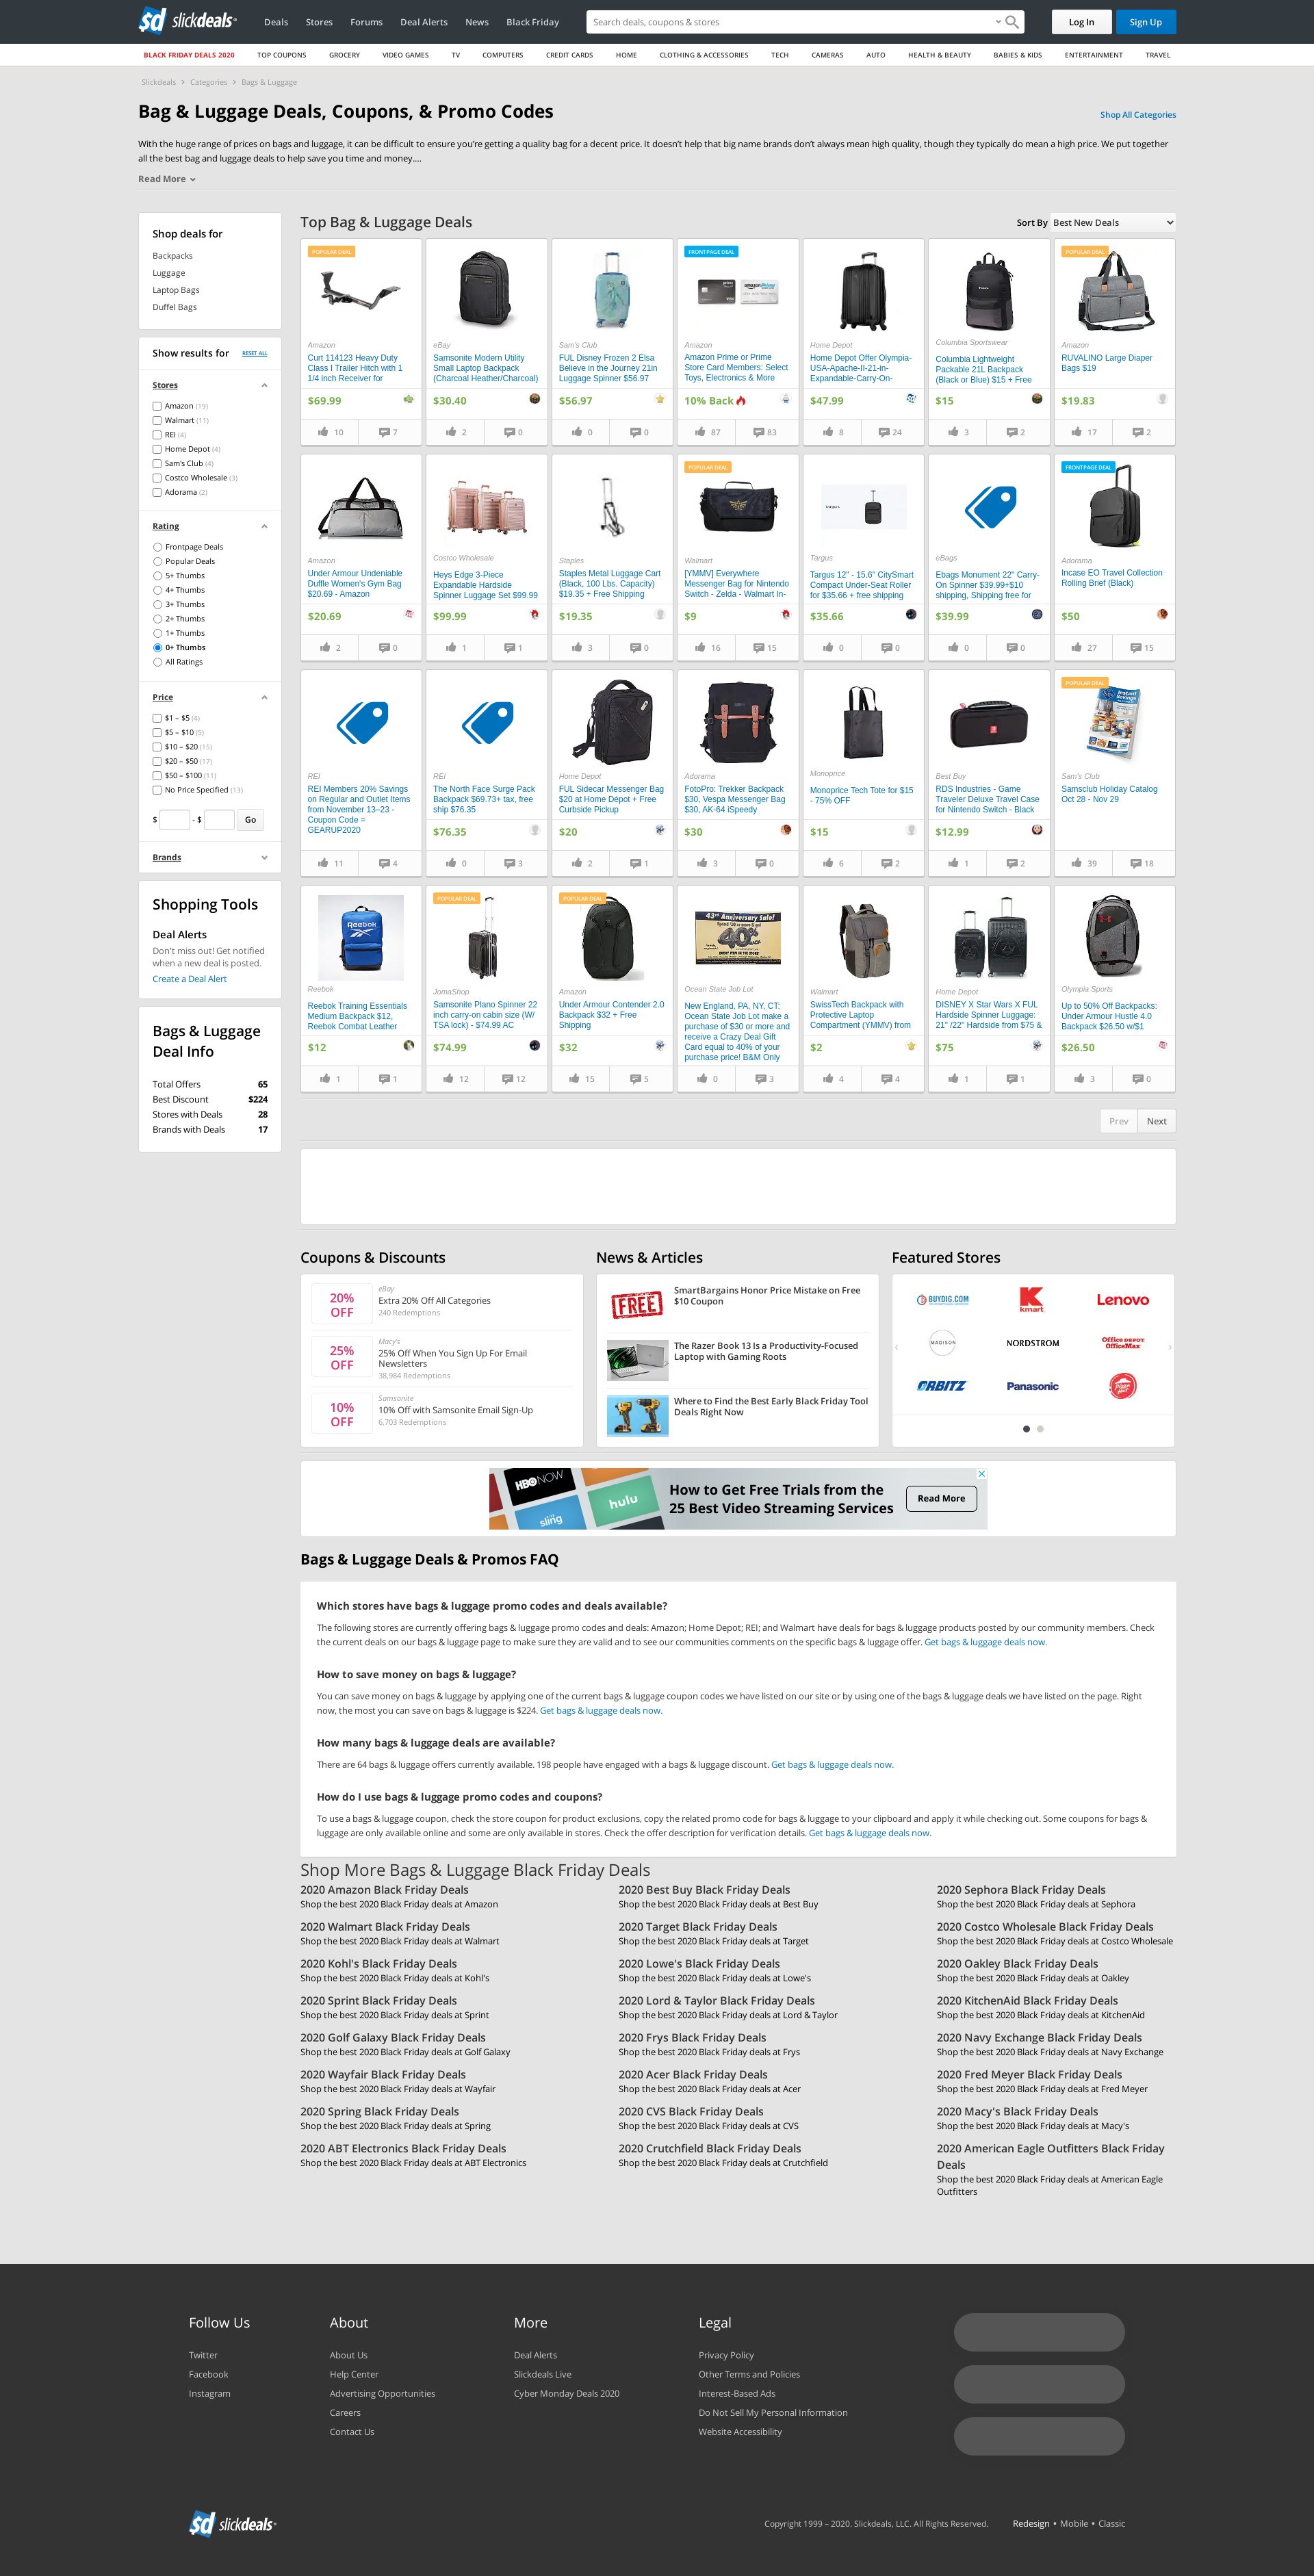 slickdeals
Deals
Stores
Forums
Deal Alerts
News
Black Friday
Search deals, coupons & stores
Log In
Sign Up
BLACK FRIDAY DEALS 2020
TOP COUPONS
GROCERY
VIDEO GAMES
TV
COMPUTERS
CREDIT CARDS
HOME
CLOTHING & ACCESSORIES
TECH
CAMERAS
AUTO
HEALTH & BEAUTY
BABIES & KIDS
ENTERTAINMENT
TRAVEL
Slickdeals > Categories > Bags & Luggage
Bag & Luggage Deals, Coupons, & Promo Codes
Shop All Categories
With the huge range of prices on bags and luggage, it can be difficult to ensure you're getting a quality bag for a decent price. It doesn't help that big name brands don't always mean high quality, though they typically do mean a high price. We put together
all the best bag and luggage deals to help save you time and money....
Read More
Shop deals for
Backpacks
Luggage
Laptop Bags
Duffel Bags
Show results for
RESET ALL
Stores
Amazon (19)
Walmart (11)
REI (4)
Home Depot (4)
Sam's Club (4)
Costco Wholesale (3)
Adorama (2)
Rating
Frontpage Deals
Popular Deals
5+ Thumbs
4+ Thumbs
3+ Thumbs
2+ Thumbs
1+ Thumbs
0+ Thumbs
All Ratings
Price
$1 – $5 (4)
$5 – $10 (5)
$10 – $20 (15)
$20 – $50 (17)
$50 – $100 (11)
No Price Specified (13)
$ - $ Go
Brands
Shopping Tools
Deal Alerts
Don't miss out! Get notified
when a new deal is posted.
Create a Deal Alert
Bags & Luggage
Deal Info
Total Offers 65
Best Discount $224
Stores with Deals 28
Brands with Deals 17
Top Bag & Luggage Deals
Sort By Best New Deals
POPULAR DEAL
Amazon
Curt 114123 Heavy Duty
Class I Trailer Hitch with 1
1/4 inch Receiver for
$69.99
10 7
eBay
Samsonite Modern Utility
Small Laptop Backpack
(Charcoal Heather/Charcoal)
$30.40
2 0
Sam's Club
FUL Disney Frozen 2 Elsa
Believe in the Journey 21in
Luggage Spinner $56.97
$56.97
0 0
FRONTPAGE DEAL
Amazon
Amazon Prime or Prime
Store Card Members: Select
Toys, Electronics & More
10% Back
87 83
Home Depot
Home Depot Offer Olympia-
USA-Apache-II-21-in-
Expandable-Carry-On-
$47.99
8 24
Columbia Sportswear
Columbia Lightweight
Packable 21L Backpack
(Black or Blue) $15 + Free
$15
3 2
POPULAR DEAL
Amazon
RUVALINO Large Diaper
Bags $19
$19.83
17 2
Amazon
Under Armour Undeniable
Duffle Women's Gym Bag
$20.69 - Amazon
$20.69
2 0
Costco Wholesale
Heys Edge 3-Piece
Expandable Hardside
Spinner Luggage Set $99.99
$99.99
1 1
Staples
Staples Metal Luggage Cart
(Black, 100 Lbs. Capacity)
$19.35 + Free Shipping
$19.35
3 0
POPULAR DEAL
Walmart
[YMMV] Everywhere
Messenger Bag for Nintendo
Switch - Zelda - Walmart In-
$9
16 15
Targus
Targus 12" - 15.6" CitySmart
Compact Under-Seat Roller
for $35.66 + free shipping
$35.66
0 0
eBags
Ebags Monument 22" Carry-
On Spinner $39.99+$10
shipping, Shipping free for
$39.99
0 0
FRONTPAGE DEAL
Adorama
Incase EO Travel Collection
Rolling Brief (Black)
$50
27 15
REI
REI Members 20% Savings
on Regular and Outlet Items
from November 13–23 -
Coupon Code =
GEARUP2020
11 4
REI
The North Face Surge Pack
Backpack $69.73+ tax, free
ship $76.35
$76.35
0 3
Home Depot
FUL Sidecar Messenger Bag
$20 at Home Depot + Free
Curbside Pickup
$20
2 1
Adorama
FotoPro: Trekker Backpack
$30, Vespa Messenger Bag
$30, AK-64 iSpeedy
$30
3 0
Monoprice
Monoprice Tech Tote for $15
- 75% OFF
$15
6 2
Best Buy
RDS Industries - Game
Traveler Deluxe Travel Case
for Nintendo Switch - Black
$12.99
1 2
POPULAR DEAL
Instant Savings
Sam's Club
Samsclub Holiday Catalog
Oct 28 - Nov 29
39 18
Reebok
Reebok
Reebok Training Essentials
Medium Backpack $12,
Reebok Combat Leather
$12
1 1
POPULAR DEAL
JomaShop
Samsonite Plano Spinner 22
inch carry-on cabin size (W/
TSA lock) - $74.99 AC
$74.99
12 12
POPULAR DEAL
Amazon
Under Armour Contender 2.0
Backpack $32 + Free
Shipping
$32
15 5
43rd Anniversary Sale!
40%
Ocean State Job Lot
New England, PA, NY, CT:
Ocean State Job Lot make a
purchase of $30 or more and
receive a Crazy Deal Gift
Card equal to 40% of your
purchase price! B&M Only
0 3
Walmart
SwissTech Backpack with
Protective Laptop
Compartment (YMMV) from
$2
4 4
Home Depot
DISNEY X Star Wars X FUL
Hardside Spinner Luggage:
21" /22" Hardside from $75 &
$75
1 1
Olympia Sports
Up to 50% Off Backpacks:
Under Armour Hustle 4.0
Backpack $26.50 w/$1
$26.50
3 0
Prev Next
Coupons & Discounts
20% OFF
eBay
Extra 20% Off All Categories
240 Redemptions
25% OFF
Macy's
25% Off When You Sign Up For Email
Newsletters
38,984 Redemptions
10% OFF
Samsonite
10% Off with Samsonite Email Sign-Up
6,703 Redemptions
News & Articles
FREE
SmartBargains Honor Price Mistake on Free
$10 Coupon
The Razer Book 13 Is a Productivity-Focused
Laptop with Gaming Roots
Where to Find the Best Early Black Friday Tool
Deals Right Now
Featured Stores
BUYDIG.COM
kmart
Lenovo
MADISON
NORDSTROM
Office DEPOT
OfficeMax
ORBITZ
Panasonic
Pizza Hut
HBO NOW
sling
hulu
How to Get Free Trials from the
25 Best Video Streaming Services
Read More
Bags & Luggage Deals & Promos FAQ
Which stores have bags & luggage promo codes and deals available?
The following stores are currently offering bags & luggage promo codes and deals: Amazon; Home Depot; REI; and Walmart have deals for bags & luggage products posted by our community members. Check
the current deals on our bags & luggage page to make sure they are valid and to see our communities comments on the specific bags & luggage offer. Get bags & luggage deals now.
How to save money on bags & luggage?
You can save money on bags & luggage by applying one of the current bags & luggage coupon codes we have listed on our site or by using one of the bags & luggage deals we have listed on the page. Right
now, the most you can save on bags & luggage is $224. Get bags & luggage deals now.
How many bags & luggage deals are available?
There are 64 bags & luggage offers currently available. 198 people have engaged with a bags & luggage discount. Get bags & luggage deals now.
How do I use bags & luggage promo codes and coupons?
To use a bags & luggage coupon, check the store coupon for product exclusions, copy the related promo code for bags & luggage to your clipboard and apply it while checking out. Some coupons for bags &
luggage are only available online and some are only available in stores. Check the offer description for verification details. Get bags & luggage deals now.
Shop More Bags & Luggage Black Friday Deals
2020 Amazon Black Friday Deals
Shop the best 2020 Black Friday deals at Amazon
2020 Best Buy Black Friday Deals
Shop the best 2020 Black Friday deals at Best Buy
2020 Sephora Black Friday Deals
Shop the best 2020 Black Friday deals at Sephora
2020 Walmart Black Friday Deals
Shop the best 2020 Black Friday deals at Walmart
2020 Target Black Friday Deals
Shop the best 2020 Black Friday deals at Target
2020 Costco Wholesale Black Friday Deals
Shop the best 2020 Black Friday deals at Costco Wholesale
2020 Kohl's Black Friday Deals
Shop the best 2020 Black Friday deals at Kohl's
2020 Lowe's Black Friday Deals
Shop the best 2020 Black Friday deals at Lowe's
2020 Oakley Black Friday Deals
Shop the best 2020 Black Friday deals at Oakley
2020 Sprint Black Friday Deals
Shop the best 2020 Black Friday deals at Sprint
2020 Lord & Taylor Black Friday Deals
Shop the best 2020 Black Friday deals at Lord & Taylor
2020 KitchenAid Black Friday Deals
Shop the best 2020 Black Friday deals at KitchenAid
2020 Golf Galaxy Black Friday Deals
Shop the best 2020 Black Friday deals at Golf Galaxy
2020 Frys Black Friday Deals
Shop the best 2020 Black Friday deals at Frys
2020 Navy Exchange Black Friday Deals
Shop the best 2020 Black Friday deals at Navy Exchange
2020 Wayfair Black Friday Deals
Shop the best 2020 Black Friday deals at Wayfair
2020 Acer Black Friday Deals
Shop the best 2020 Black Friday deals at Acer
2020 Fred Meyer Black Friday Deals
Shop the best 2020 Black Friday deals at Fred Meyer
2020 Spring Black Friday Deals
Shop the best 2020 Black Friday deals at Spring
2020 CVS Black Friday Deals
Shop the best 2020 Black Friday deals at CVS
2020 Macy's Black Friday Deals
Shop the best 2020 Black Friday deals at Macy's
2020 ABT Electronics Black Friday Deals
Shop the best 2020 Black Friday deals at ABT Electronics
2020 Crutchfield Black Friday Deals
Shop the best 2020 Black Friday deals at Crutchfield
2020 American Eagle Outfitters Black Friday
Deals
Shop the best 2020 Black Friday deals at American Eagle
Outfitters
Follow Us
Twitter
Facebook
Instagram
About
About Us
Help Center
Advertising Opportunities
Careers
Contact Us
More
Deal Alerts
Slickdeals Live
Cyber Monday Deals 2020
Legal
Privacy Policy
Other Terms and Policies
Interest-Based Ads
Do Not Sell My Personal Information
Website Accessibility
slickdeals
Copyright 1999 – 2020. Slickdeals, LLC. All Rights Reserved.
Redesign • Mobile • Classic